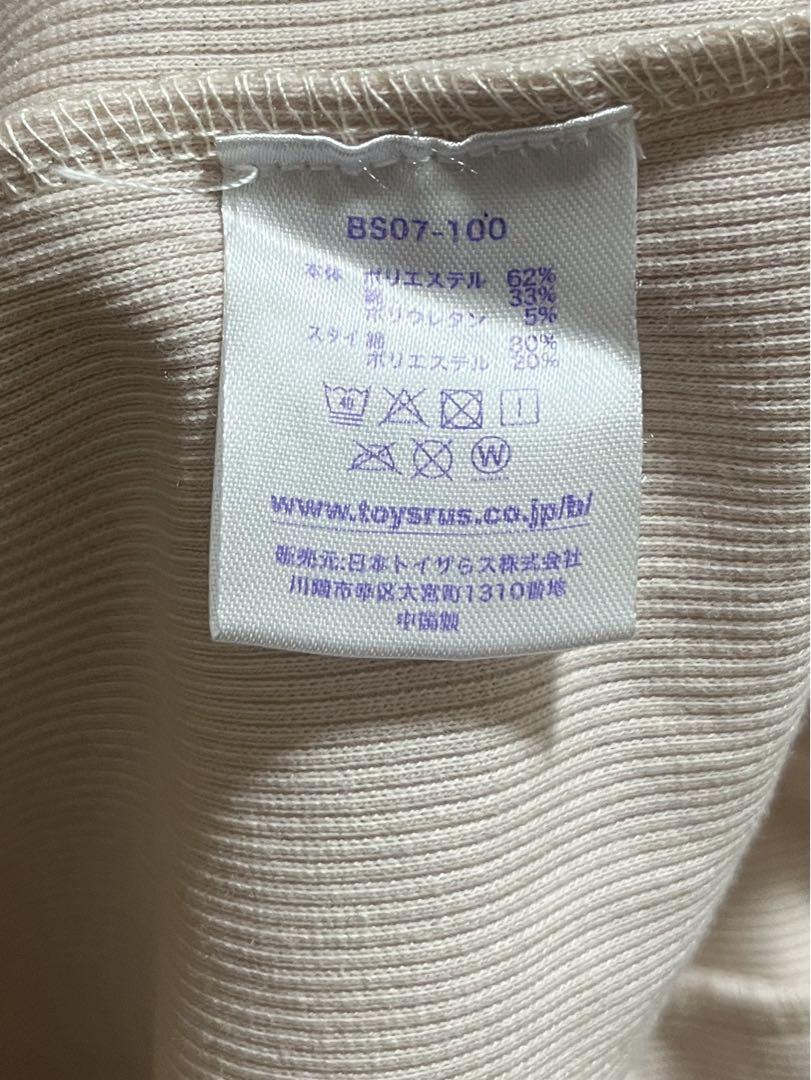 BS07-100
本体 ポリエステル 62%
綿 33%
ポリウレタン 5%
スタイ 綿 80%
ポリエステル 20%
40
W
www.toysrus.co.jp/b/
販売元:日本トイザらス株式会社
川崎市幸区大宮町1310番地
中国製